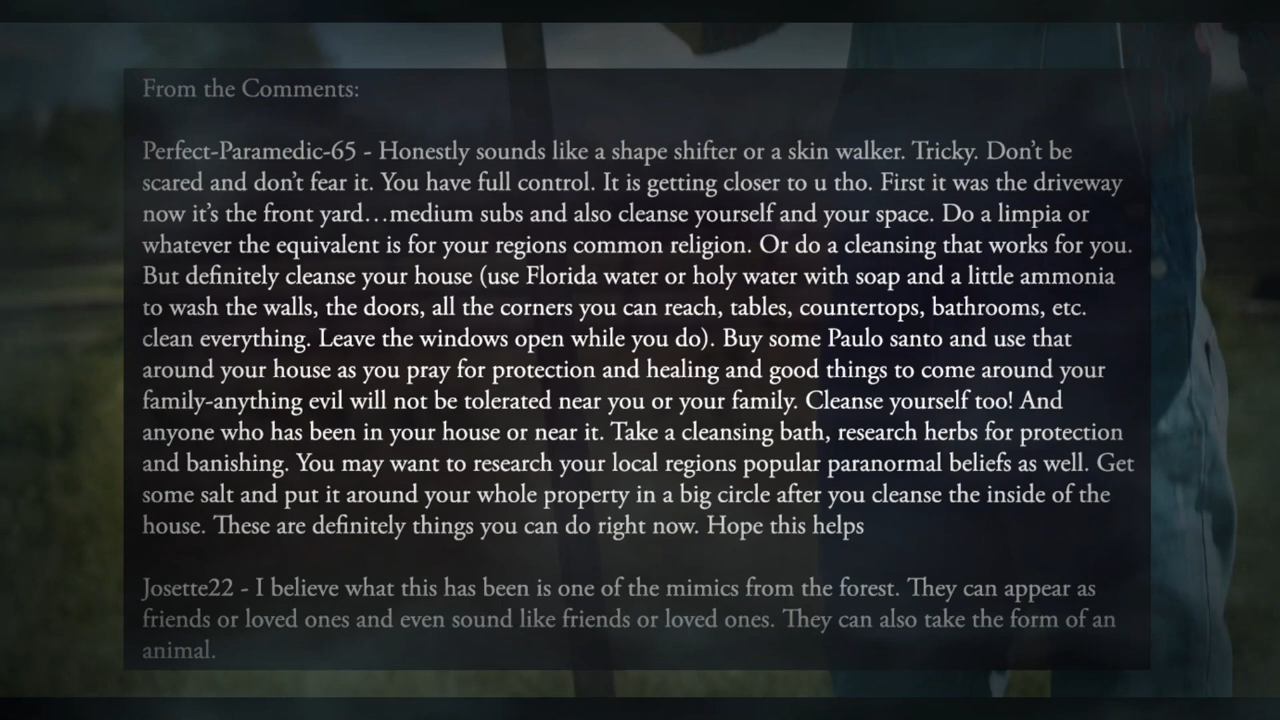 From the Comments:
Perfect-Paramedic-65 - Honestly sounds like a shape shifter or a skin walker. Tricky. Don't be
scared and don't fear it. You have full control. It is getting closer to u tho. First it was the driveway
now it's the front yard…medium subs and also cleanse yourself and your space. Do a limpia or
whatever the equivalent is for your regions common religion. Or do a cleansing that works for you.
But definitely cleanse your house (use Florida water or holy water with soap and a little ammonia
to wash the walls, the doors, all the corners you can reach, tables, countertops, bathrooms, etc.
clean everything. Leave the windows open while you do). Buy some Paulo santo and use that
around your house as you pray for protection and healing and good things to come around your
family-anything evil will not be tolerated near you or your family. Cleanse yourself too! And
anyone who has been in your house or near it. Take a cleansing bath, research herbs for protection
and banishing. You may want to research your local regions popular paranormal beliefs as well. Get
some salt and put it around your whole property in a big circle after you cleanse the inside of the
house. These are definitely things you can do right now. Hope this helps
Josette22 - I believe what this has been is one of the mimics from the forest. They can appear as
friends or loved ones and even sound like friends or loved ones. They can also take the form of an
animal.